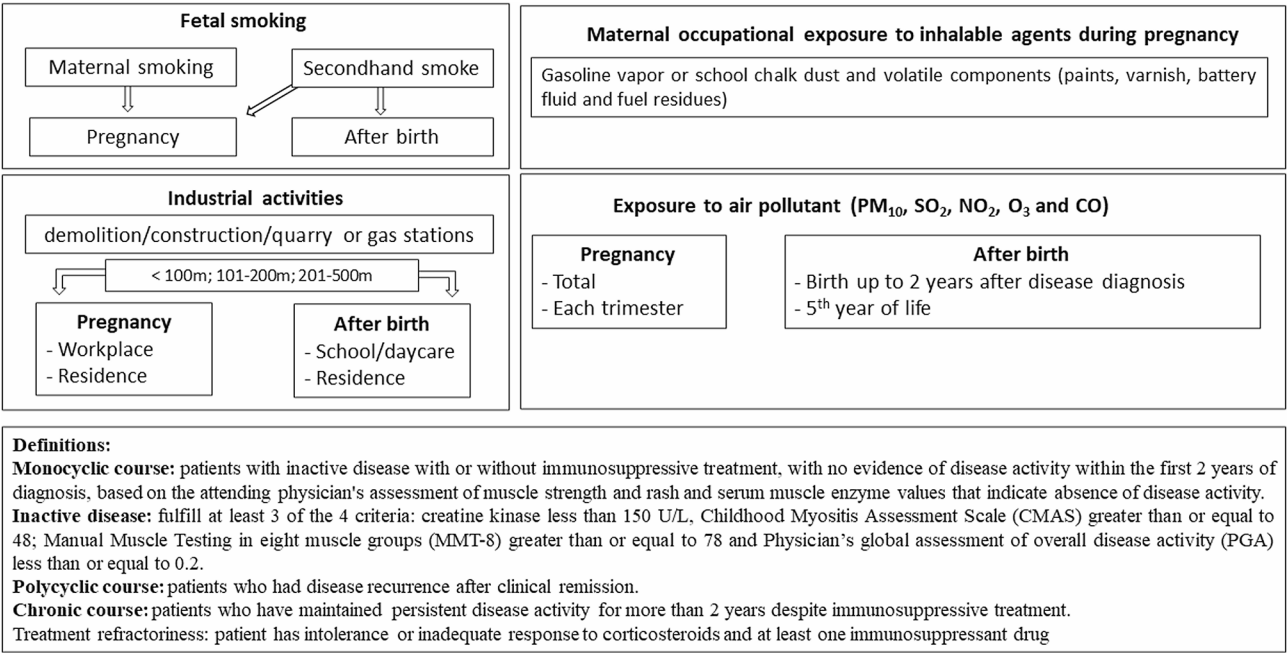 Fetal smoking
Maternal smoking
Secondhand smoke
Pregnancy
After birth
Maternal occupational exposure to inhalable agents during pregnancy
Gasoline vapor or school chalk dust and volatile components (paints, varnish, battery
fluid and fuel residues)
Industrial activities
demolition/construction/quarry or gas stations
< 100m; 101-200m; 201-500m
Pregnancy
- Workplace
- Residence
After birth
- School/daycare
- Residence
Exposure to air pollutant (PM10, SO2, NO2, O3 and CO)
Pregnancy
- Total
- Each trimester
After birth
- Birth up to 2 years after disease diagnosis
- 5th year of life
Definitions:
Monocyclic course: patients with inactive disease with or without immunosuppressive treatment, with no evidence of disease activity within the first 2 years of
diagnosis, based on the attending physician's assessment of muscle strength and rash and serum muscle enzyme values that indicate absence of disease activity.
Inactive disease: fulfill at least 3 of the 4 criteria: creatine kinase less than 150 U/L, Childhood Myositis Assessment Scale (CMAS) greater than or equal to
48; Manual Muscle Testing in eight muscle groups (MMT-8) greater than or equal to 78 and Physician's global assessment of overall disease activity (PGA)
less than or equal to 0.2.
Polycyclic course: patients who had disease recurrence after clinical remission.
Chronic course: patients who have maintained persistent disease activity for more than 2 years despite immunosuppressive treatment.
Treatment refractoriness: patient has intolerance or inadequate response to corticosteroids and at least one immunosuppressant drug